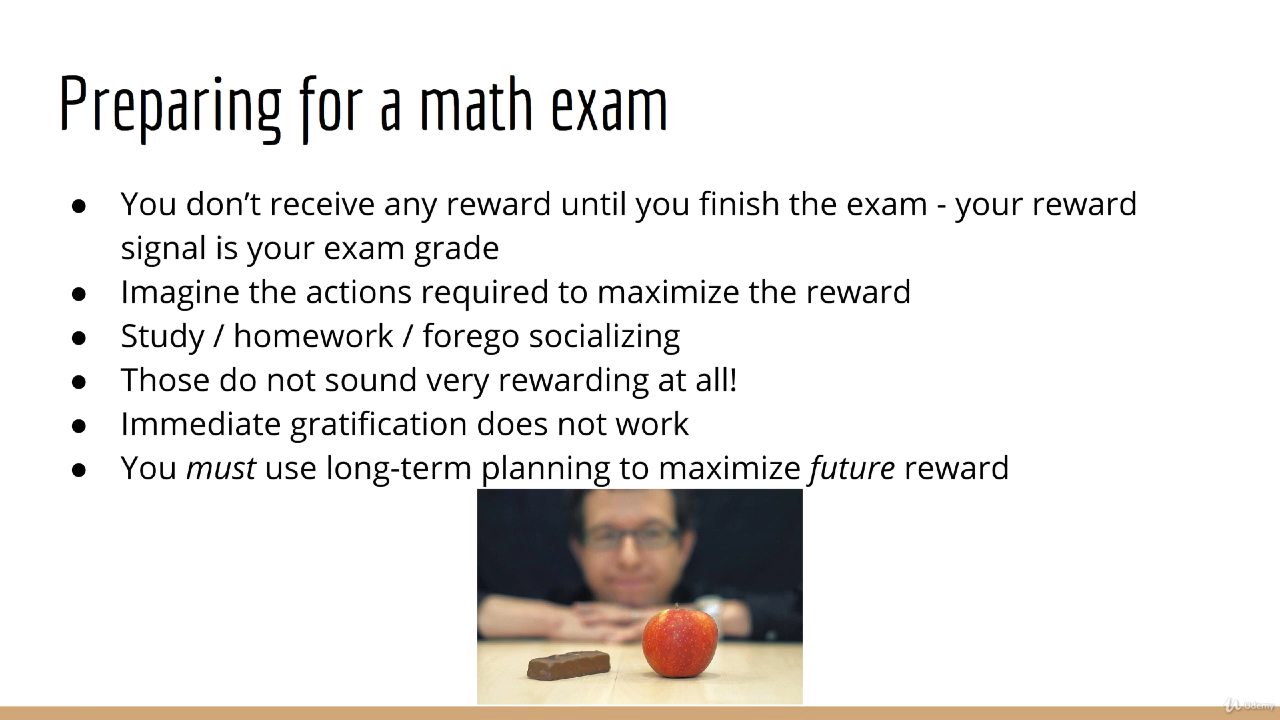 Preparing for a math exam
● You don’t receive any reward until you finish the exam - your reward
signal is your exam grade
● Imagine the actions required to maximize the reward
● Study / homework / forego socializing
● Those do not sound very rewarding at all!
● Immediate gratification does not work
● You must use long-term planning to maximize future reward
Udemy